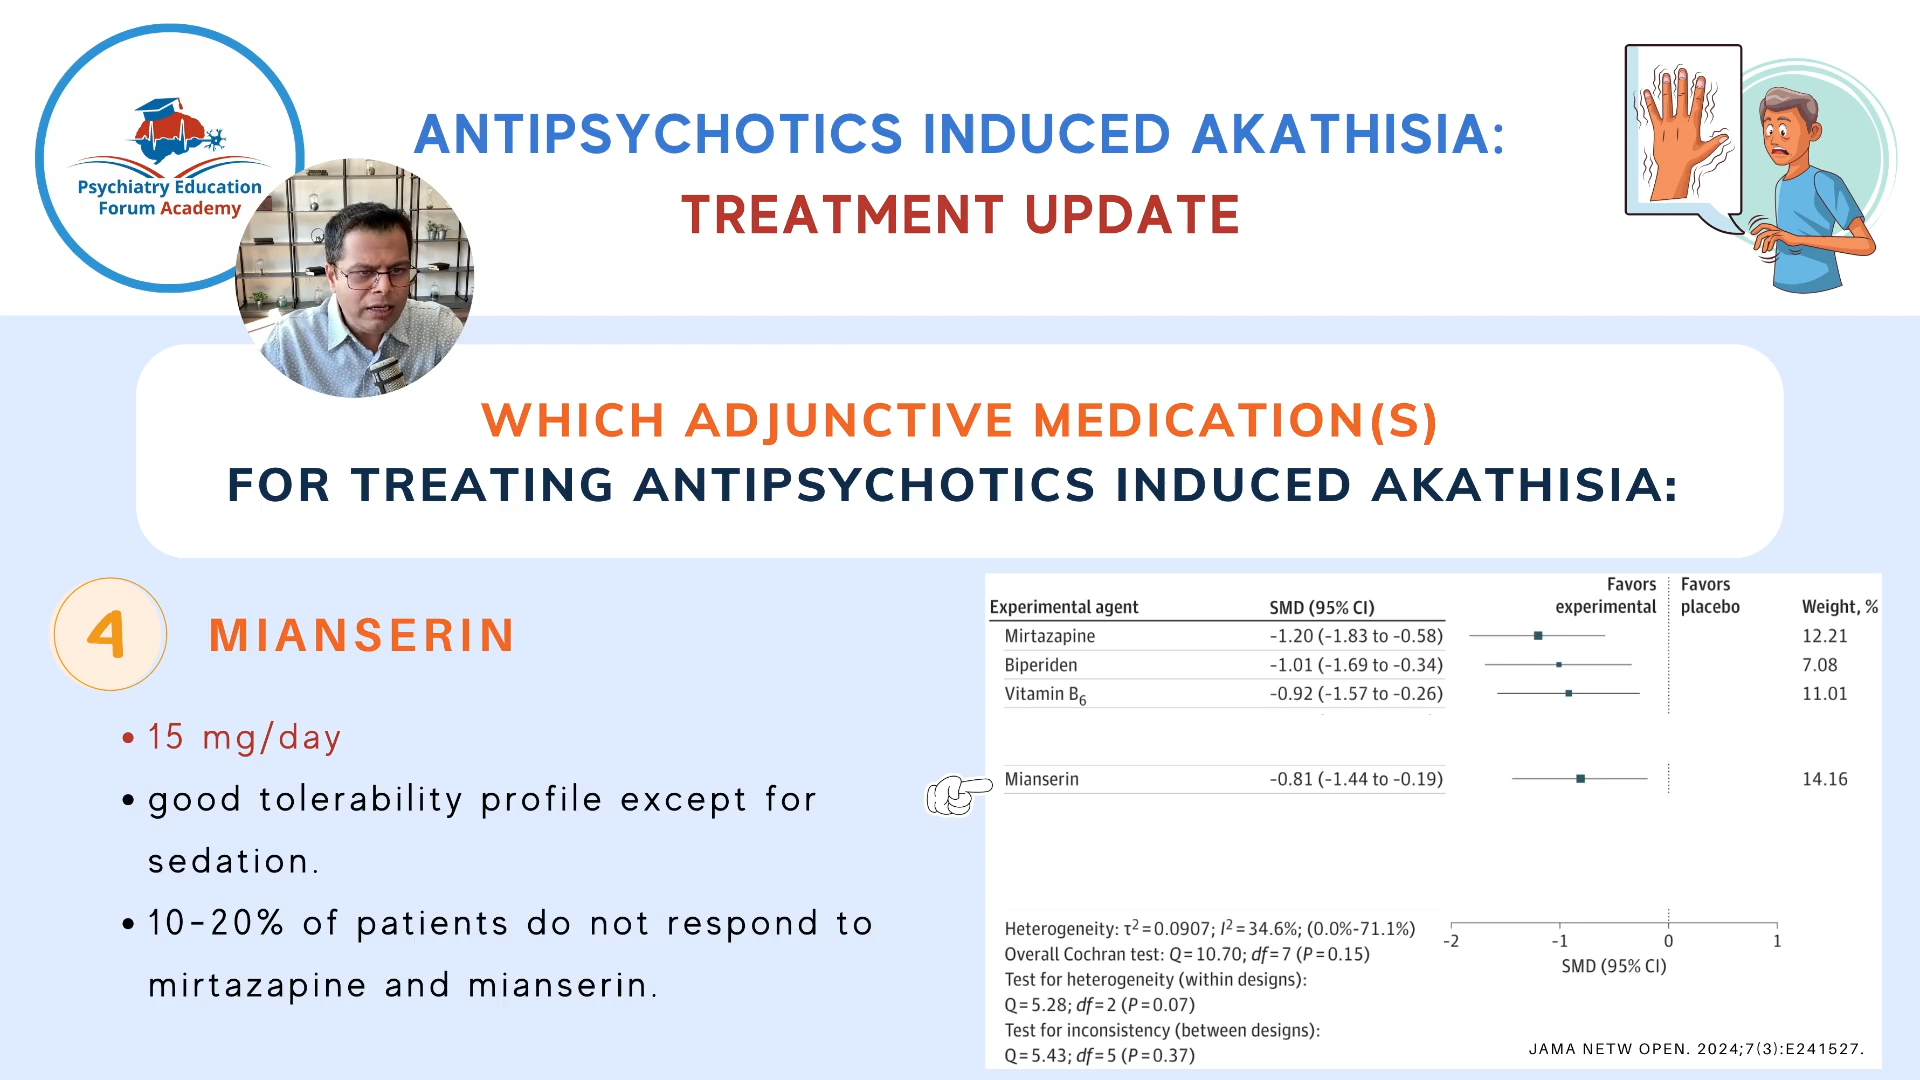 Psychiatry Education
Forum Academy
ANTIPSYCHOTICS INDUCED AKATHISIA:
TREATMENT UPDATE
WHICH ADJUNCTIVE MEDICATION(S)
FOR TREATING ANTIPSYCHOTICS INDUCED AKATHISIA:
4 MIANSERIN
• 15 mg/day
• good tolerability profile except for
sedation.
• 10-20% of patients do not respond to
mirtazapine and mianserin.
Favors Favors
Experimental agent SMD (95% CI) experimental placebo Weight, %
Mirtazapine -1.20 (-1.83 to -0.58) 12.21
Biperiden -1.01 (-1.69 to -0.34) 7.08
Vitamin B6 -0.92 (-1.57 to -0.26) 11.01
Mianserin -0.81 (-1.44 to -0.19) 14.16
Heterogeneity: τ²=0.0907; I²=34.6%; (0.0%-71.1%)
Overall Cochran test: Q=10.70; df=7 (P=0.15)
Test for heterogeneity (within designs):
Q=5.28; df=2 (P=0.07)
Test for inconsistency (between designs):
Q=5.43; df=5 (P=0.37)
-2 -1 0 1
SMD (95% CI)
JAMA NETW OPEN. 2024;7(3):E241527.